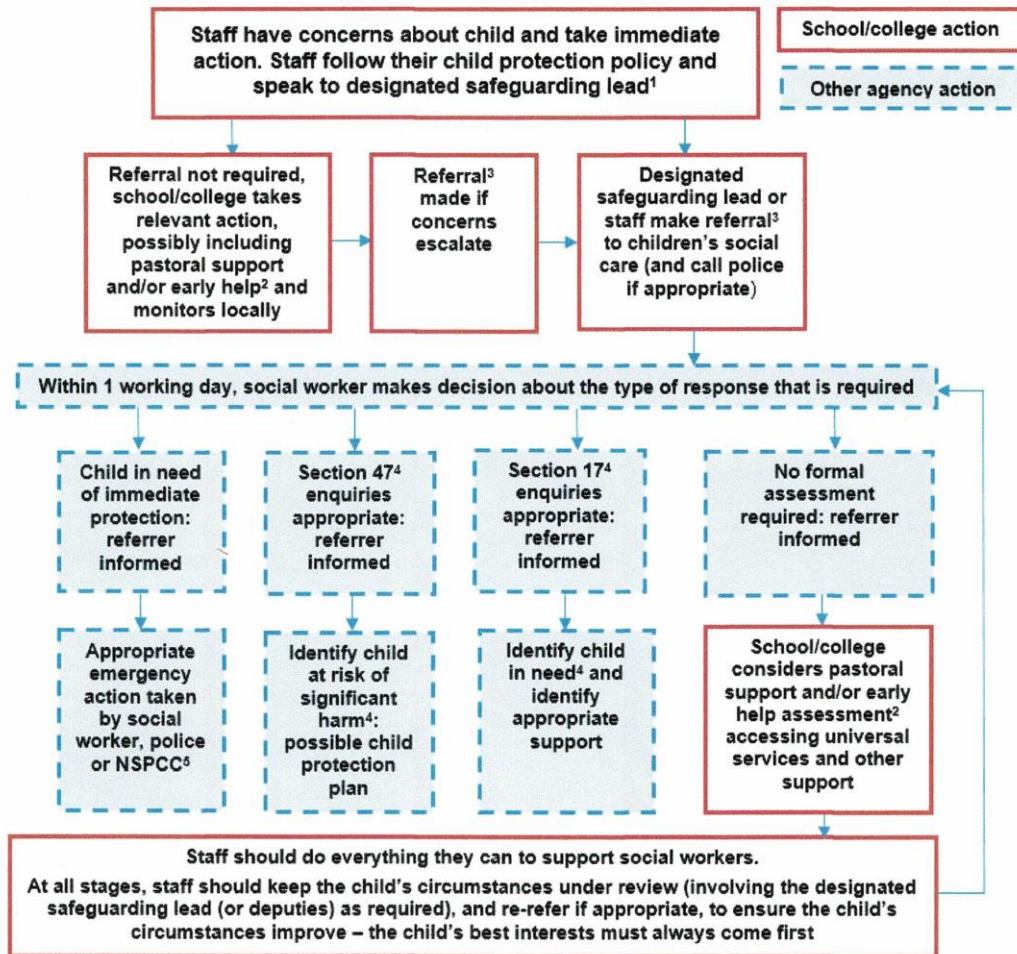 Staff have concerns about child and take immediate
action. Staff follow their child protection policy and
speak to designated safeguarding lead¹
School/college action
Other agency action
Referral not required,
school/college takes
relevant action,
possibly including
pastoral support
and/or early help² and
monitors locally
Referral³
made if
concerns
escalate
Designated
safeguarding lead or
staff make referral³
to children's social
care (and call police
if appropriate)
Within 1 working day, social worker makes decision about the type of response that is required
Child in need
of immediate
protection:
referrer
informed
Section 47⁴
enquiries
appropriate:
referrer
informed
Section 17⁴
enquiries
appropriate:
referrer
informed
No formal
assessment
required: referrer
informed
Appropriate
emergency
action taken
by social
worker, police
or NSPCC⁵
Identify child
at risk of
significant
harm⁴:
possible child
protection
plan
Identify child
in need⁴ and
identify
appropriate
support
School/college
considers pastoral
support and/or early
help assessment²
accessing universal
services and other
support
Staff should do everything they can to support social workers.
At all stages, staff should keep the child's circumstances under review (involving the designated
safeguarding lead (or deputies) as required), and re-refer if appropriate, to ensure the child's
circumstances improve – the child's best interests must always come first